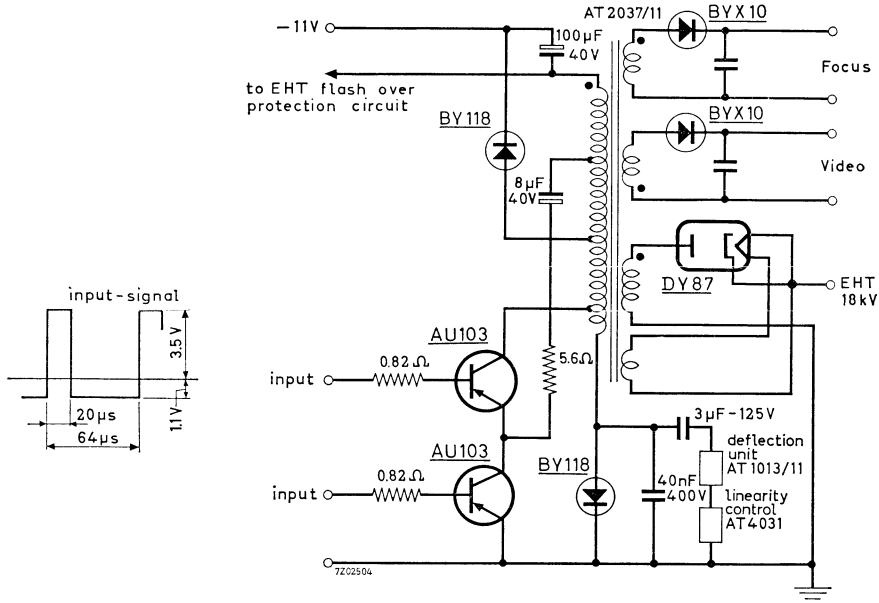 AT 2037/11
BYX10
−11V
100µF
40V
Focus
to EHT flash over
protection circuit
BY118
BYX10
Video
8µF
40V
DY87
EHT
18kV
input-signal
3.5V
1.1V
20µs
64µs
AU103
0.82Ω
input
5.6Ω
3µF-125V
AU103
0.82Ω
input
BY118
40nF
400V
deflection
unit
AT1013/11
linearity
control
AT4031
7Z02504